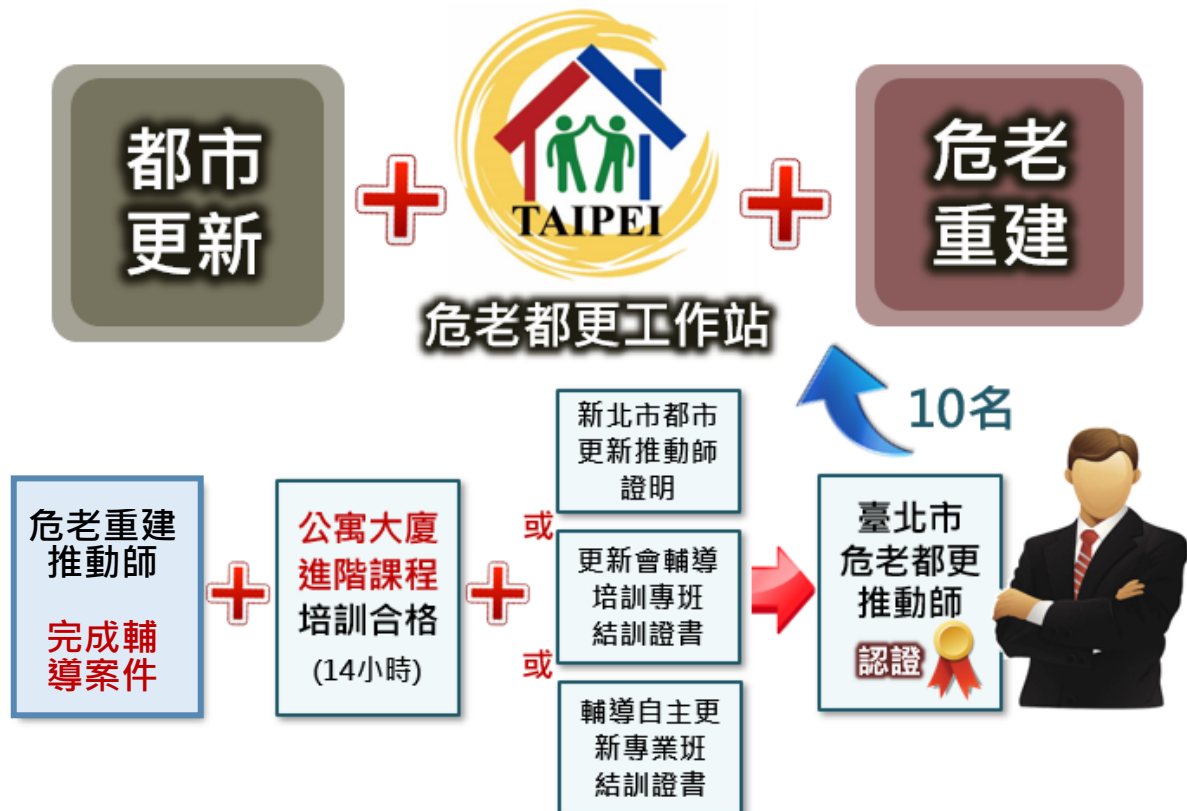 都市
更新
TAIPEI
危老都更工作站
危老
重建
10名
危老重建
推動師
完成輔
導案件
公寓大廈
進階課程
培訓合格
(14小時)
新北市都市
更新推動師
證明
或
更新會輔導
培訓專班
結訓證書
或
輔導自主更
新專業班
結訓證書
臺北市
危老都更
推動師
認證